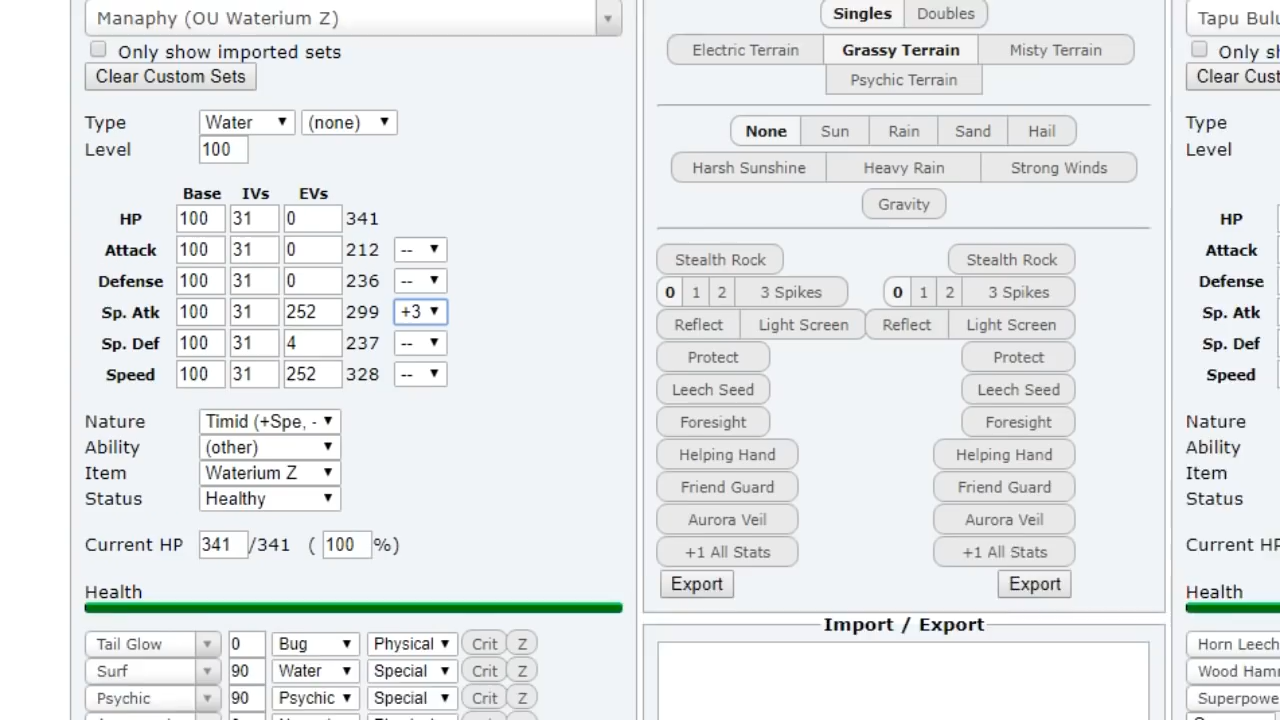 Manaphy (OU Waterium Z)
Only show imported sets
Clear Custom Sets
Type Water (none)
Level 100
Base IVs EVs
HP 100 31 0 341
Attack 100 31 0 212 --
Defense 100 31 0 236 --
Sp. Atk 100 31 252 299 +3
Sp. Def 100 31 4 237 --
Speed 100 31 252 328 --
Nature Timid (+Spe, -
Ability (other)
Item Waterium Z
Status Healthy
Current HP 341 /341 ( 100 %)
Health
Tail Glow 0 Bug Physical Crit Z
Surf 90 Water Special Crit Z
Psychic 90 Psychic Special Crit Z
Singles Doubles
Electric Terrain Grassy Terrain Misty Terrain
Psychic Terrain
None Sun Rain Sand Hail
Harsh Sunshine Heavy Rain Strong Winds
Gravity
Stealth Rock Stealth Rock
0 1 2 3 Spikes 0 1 2 3 Spikes
Reflect Light Screen Reflect Light Screen
Protect Protect
Leech Seed Leech Seed
Foresight Foresight
Helping Hand Helping Hand
Friend Guard Friend Guard
Aurora Veil Aurora Veil
+1 All Stats +1 All Stats
Export Export
Import / Export
Tapu Bulu
Only sh
Clear Cust
Type
Level
HP
Attack
Defense
Sp. Atk
Sp. Def
Speed
Nature
Ability
Item
Status
Current HP
Health
Horn Leech
Wood Hamm
Superpowe